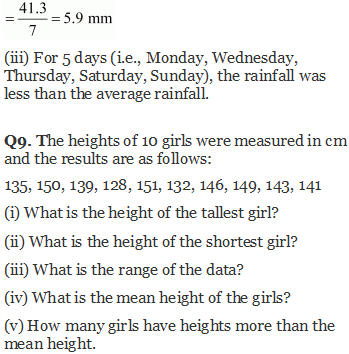 = 41.3/7 = 5.9 mm
(iii) For 5 days (i.e., Monday, Wednesday,
Thursday, Saturday, Sunday), the rainfall was
less than the average rainfall.
Q9. The heights of 10 girls were measured in cm
and the results are as follows:
135, 150, 139, 128, 151, 132, 146, 149, 143, 141
(i) What is the height of the tallest girl?
(ii) What is the height of the shortest girl?
(iii) What is the range of the data?
(iv) What is the mean height of the girls?
(v) How many girls have heights more than the
mean height.